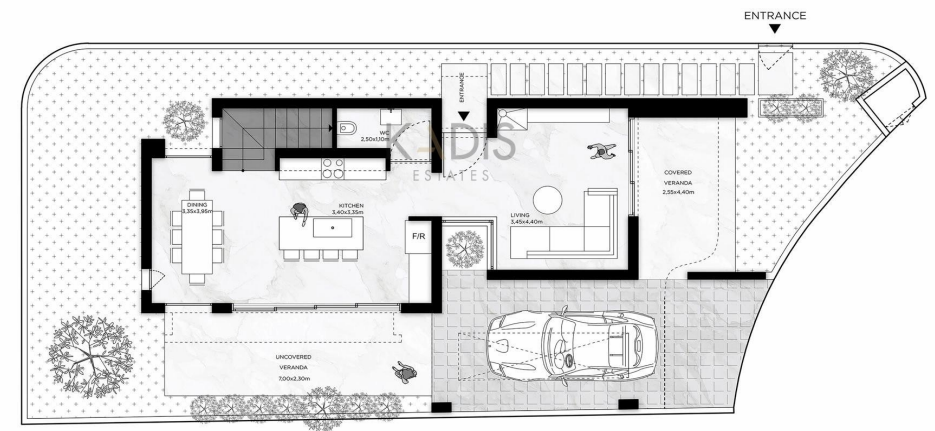 ENTRANCE
ENTRANCE
WC
2,50x1,10m
KADIS
ESTATES
COVERED
VERANDA
2,55x4,40m
DINING
3,35x3,95m
KITCHEN
3,40x3,35m
LIVING
3,45x4,40m
F/R
UNCOVERED
VERANDA
7,00x2,30m